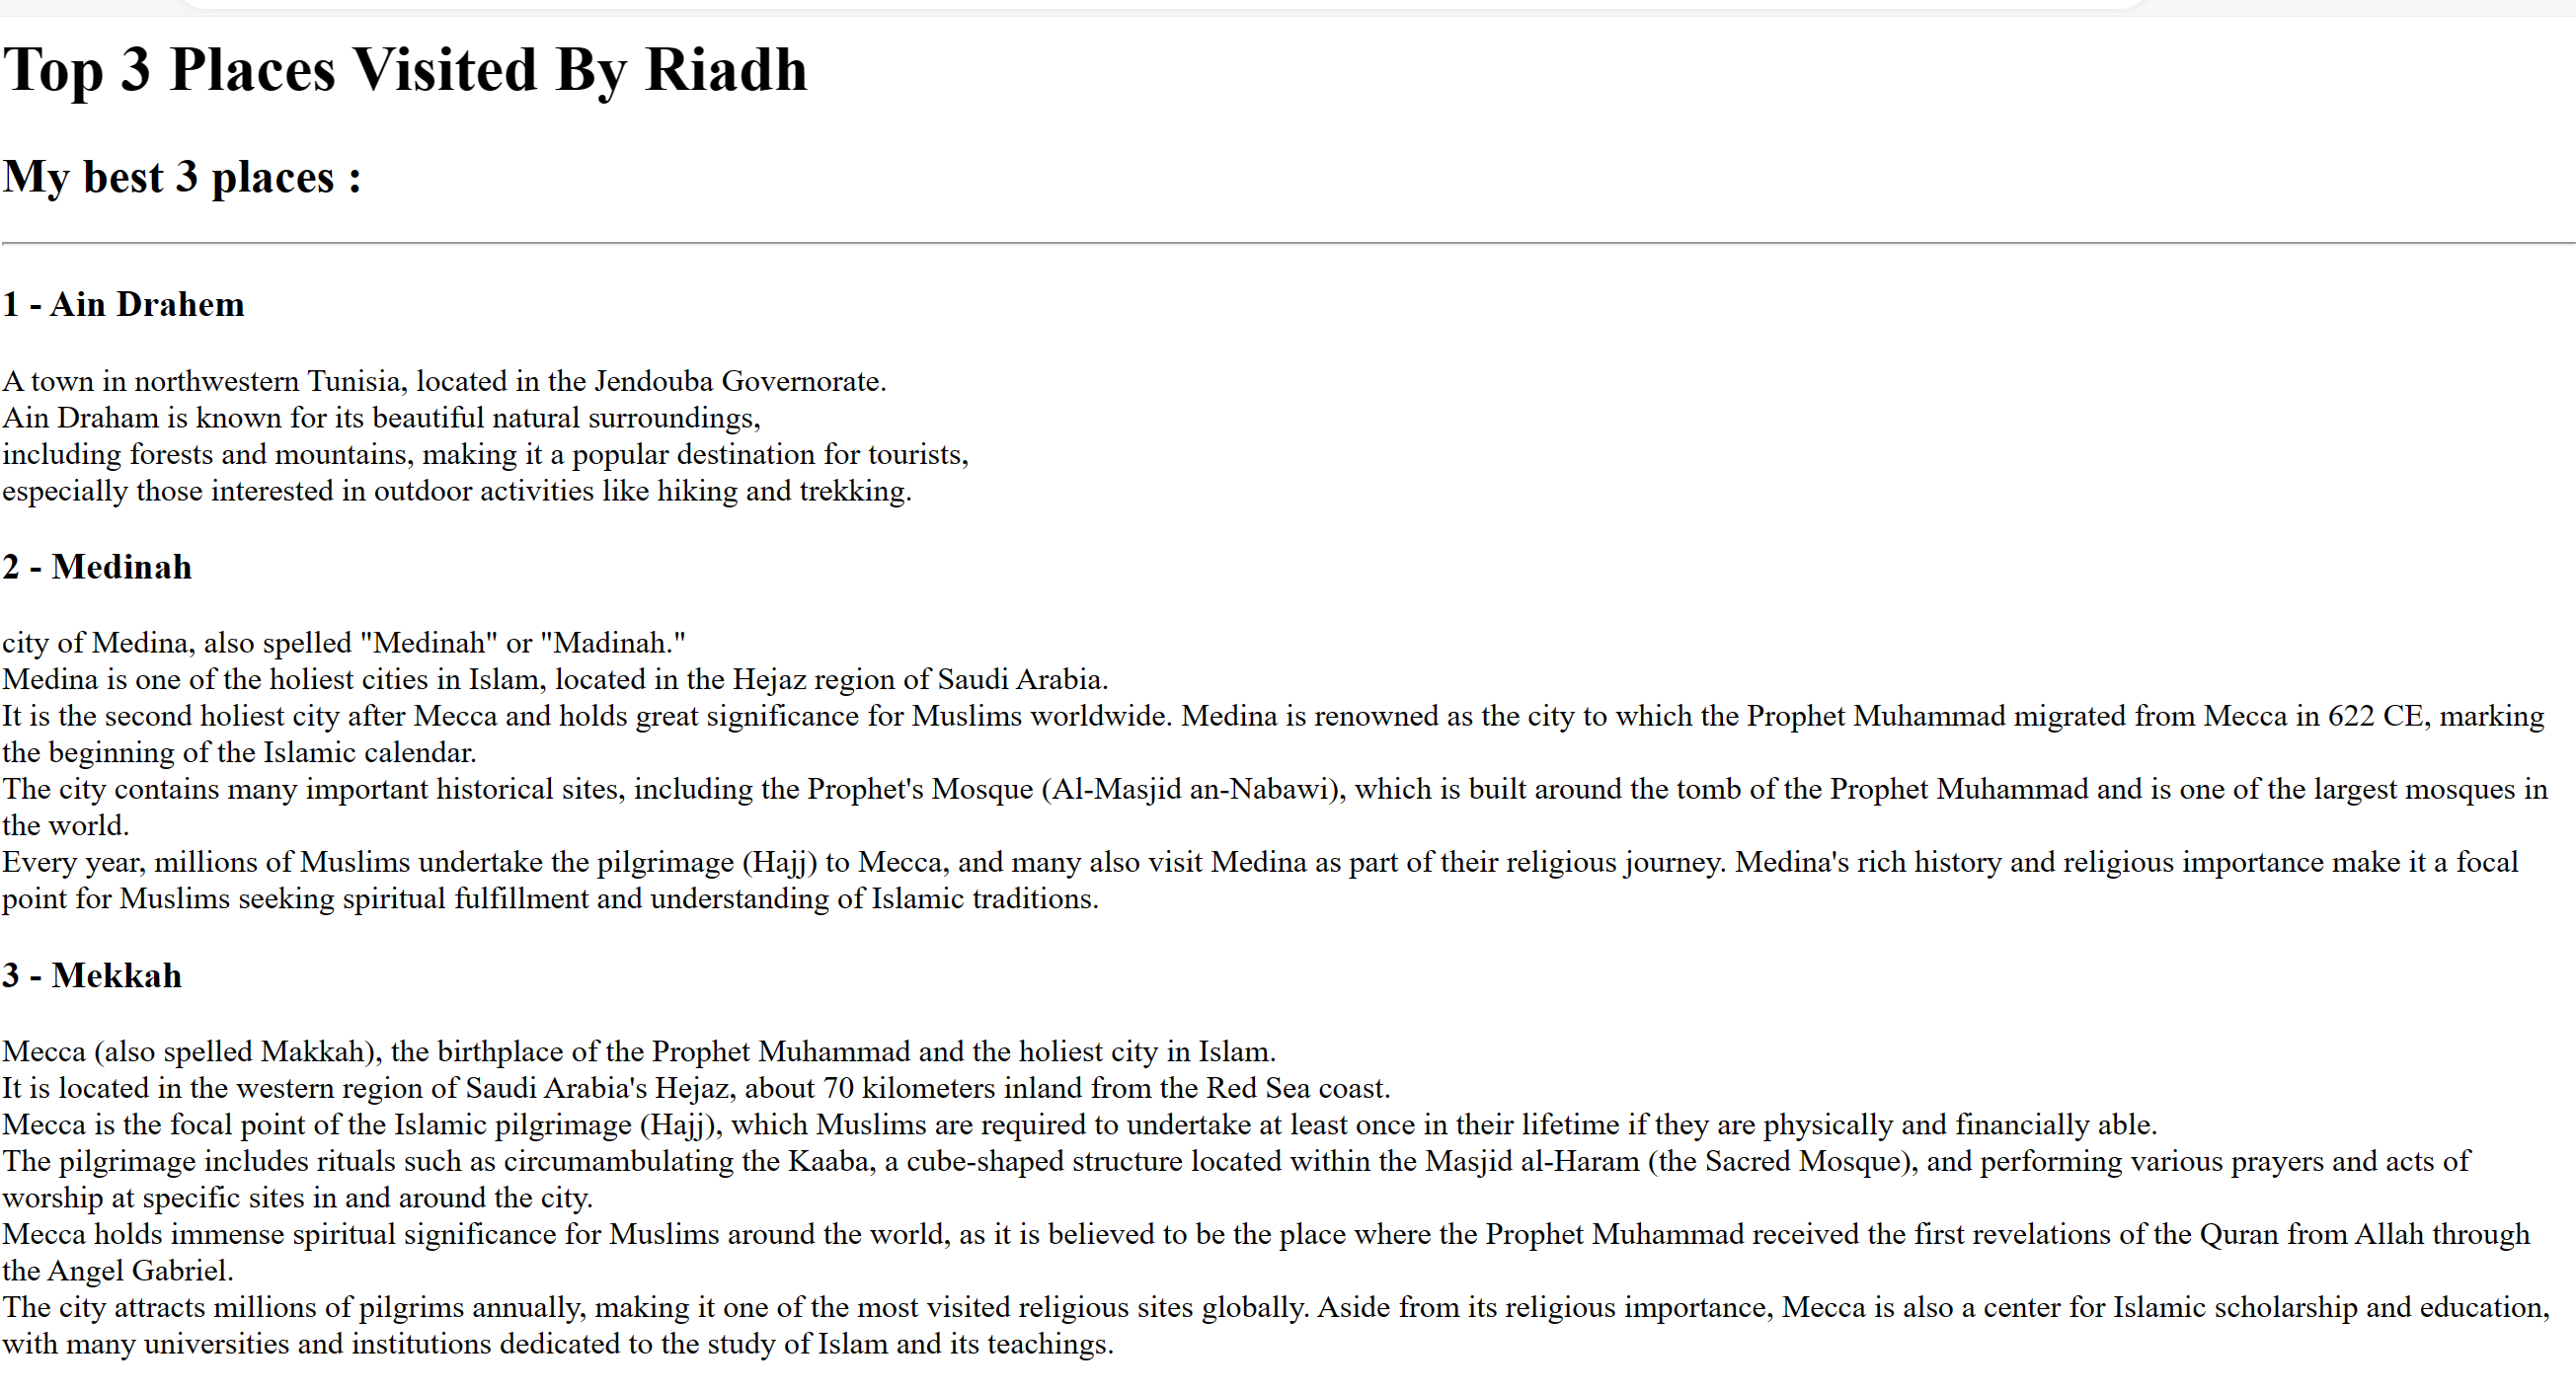 Top 3 Places Visited By Riadh
My best 3 places :
1 - Ain Drahem
A town in northwestern Tunisia, located in the Jendouba Governorate.
Ain Draham is known for its beautiful natural surroundings,
including forests and mountains, making it a popular destination for tourists,
especially those interested in outdoor activities like hiking and trekking.
2 - Medinah
city of Medina, also spelled "Medinah" or "Madinah."
Medina is one of the holiest cities in Islam, located in the Hejaz region of Saudi Arabia.
It is the second holiest city after Mecca and holds great significance for Muslims worldwide. Medina is renowned as the city to which the Prophet Muhammad migrated from Mecca in 622 CE, marking
the beginning of the Islamic calendar.
The city contains many important historical sites, including the Prophet's Mosque (Al-Masjid an-Nabawi), which is built around the tomb of the Prophet Muhammad and is one of the largest mosques in
the world.
Every year, millions of Muslims undertake the pilgrimage (Hajj) to Mecca, and many also visit Medina as part of their religious journey. Medina's rich history and religious importance make it a focal
point for Muslims seeking spiritual fulfillment and understanding of Islamic traditions.
3 - Mekkah
Mecca (also spelled Makkah), the birthplace of the Prophet Muhammad and the holiest city in Islam.
It is located in the western region of Saudi Arabia's Hejaz, about 70 kilometers inland from the Red Sea coast.
Mecca is the focal point of the Islamic pilgrimage (Hajj), which Muslims are required to undertake at least once in their lifetime if they are physically and financially able.
The pilgrimage includes rituals such as circumambulating the Kaaba, a cube-shaped structure located within the Masjid al-Haram (the Sacred Mosque), and performing various prayers and acts of
worship at specific sites in and around the city.
Mecca holds immense spiritual significance for Muslims around the world, as it is believed to be the place where the Prophet Muhammad received the first revelations of the Quran from Allah through
the Angel Gabriel.
The city attracts millions of pilgrims annually, making it one of the most visited religious sites globally. Aside from its religious importance, Mecca is also a center for Islamic scholarship and education,
with many universities and institutions dedicated to the study of Islam and its teachings.